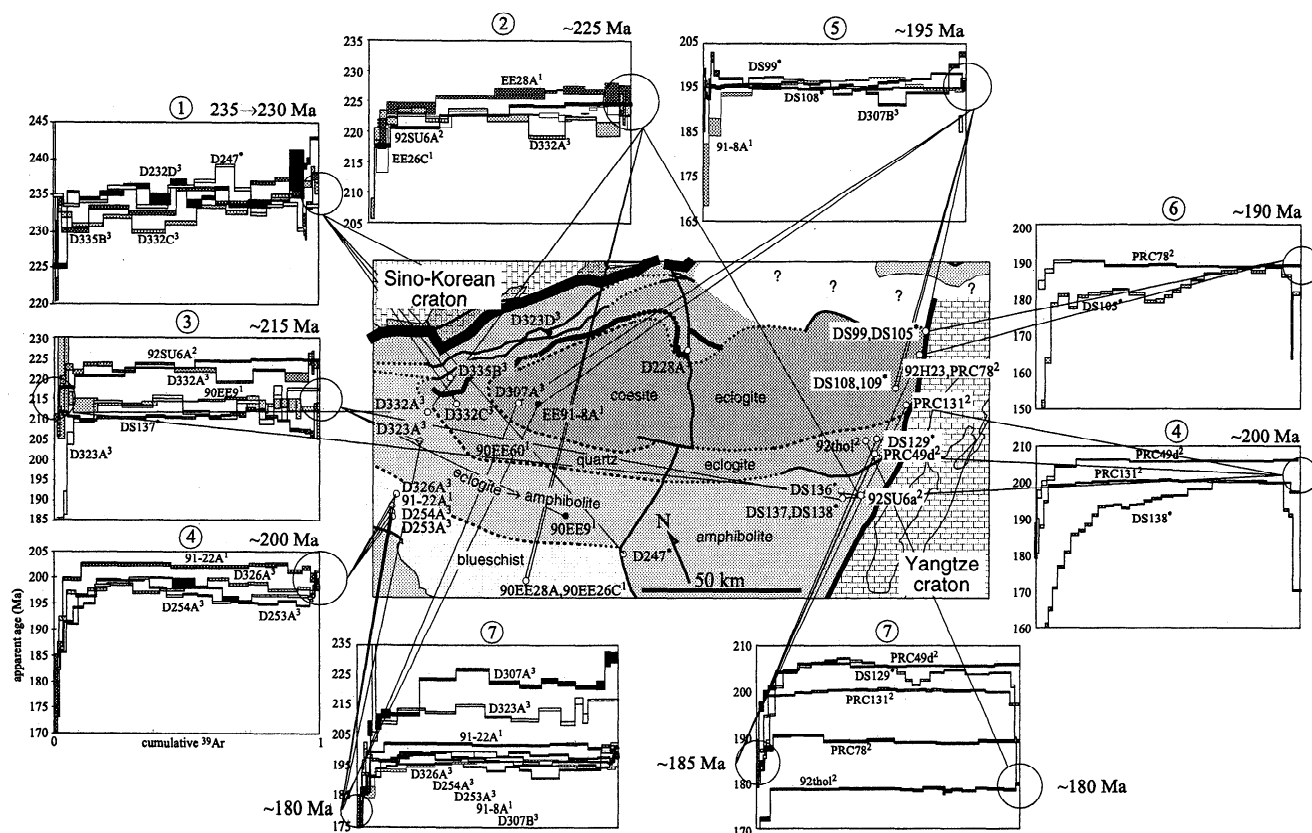 ②
~225 Ma
235
230
225
220
215
210
205
EE28A¹
92SU6A²
EE26C¹
D332A³
⑤
~195 Ma
205
195
185
175
165
DS99*
DS108*
D307B³
91-8A¹
①
235→230 Ma
245
240
235
230
225
220
D232D³
D247*
D335B³
D332C³
⑥
~190 Ma
200
190
180
170
160
150
PRC78²
DS105*
③
~215 Ma
230
225
220
215
210
205
200
195
190
185
92SU6A²
D332A³
90EE9¹
DS137*
D323A³
Sino-Korean
craton
D323D³
D335B³
D228A³
D307A³
D332A³
D332C³
EE91-8A¹
D323A³
90EE60¹
coesite
eclogite
quartz
eclogite
eclogite → amphibolite
? ? ? ? ?
DS99,DS105*
92H23,PRC78²
DS108,109*
PRC131²
92thol²
DS129*
PRC49d²
DS136*
92SU6a²
DS137,DS138*
D326A³
91-22A¹
D254A³
D253A³
90EE9¹
N
amphibolite
blueschist
D247*
50 km
Yangtze
craton
90EE28A,90EE26C¹
④
~200 Ma
210
200
190
180
170
160
PRC49d²
PRC131²
DS138*
④
~200 Ma
205
200
195
190
185
180
175
170
apparent age (Ma)
91-22A¹
D326A³
D254A³
D253A³
0
cumulative ³⁹Ar
1
⑦
235
225
215
205
195
185
175
D307A³
D323A³
91-22A¹
D326A³
D254A³
D253A³
91-8A¹
D307B³
~180 Ma
⑦
210
200
190
180
170
PRC49d²
DS129*
PRC131²
PRC78²
92thol²
~185 Ma
~180 Ma